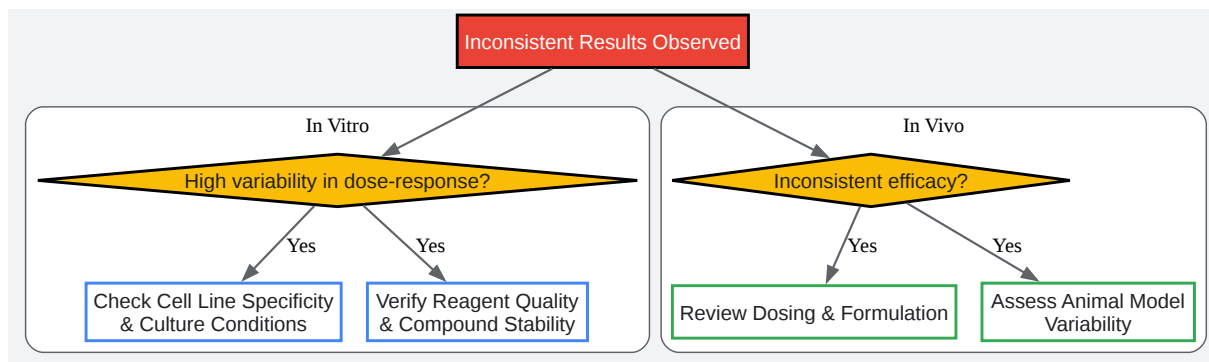 Inconsistent Results Observed
In Vitro
High variability in dose-response?
Yes
Yes
Check Cell Line Specificity
& Culture Conditions
Verify Reagent Quality
& Compound Stability
In Vivo
Inconsistent efficacy?
Yes
Yes
Review Dosing & Formulation
Assess Animal Model
Variability